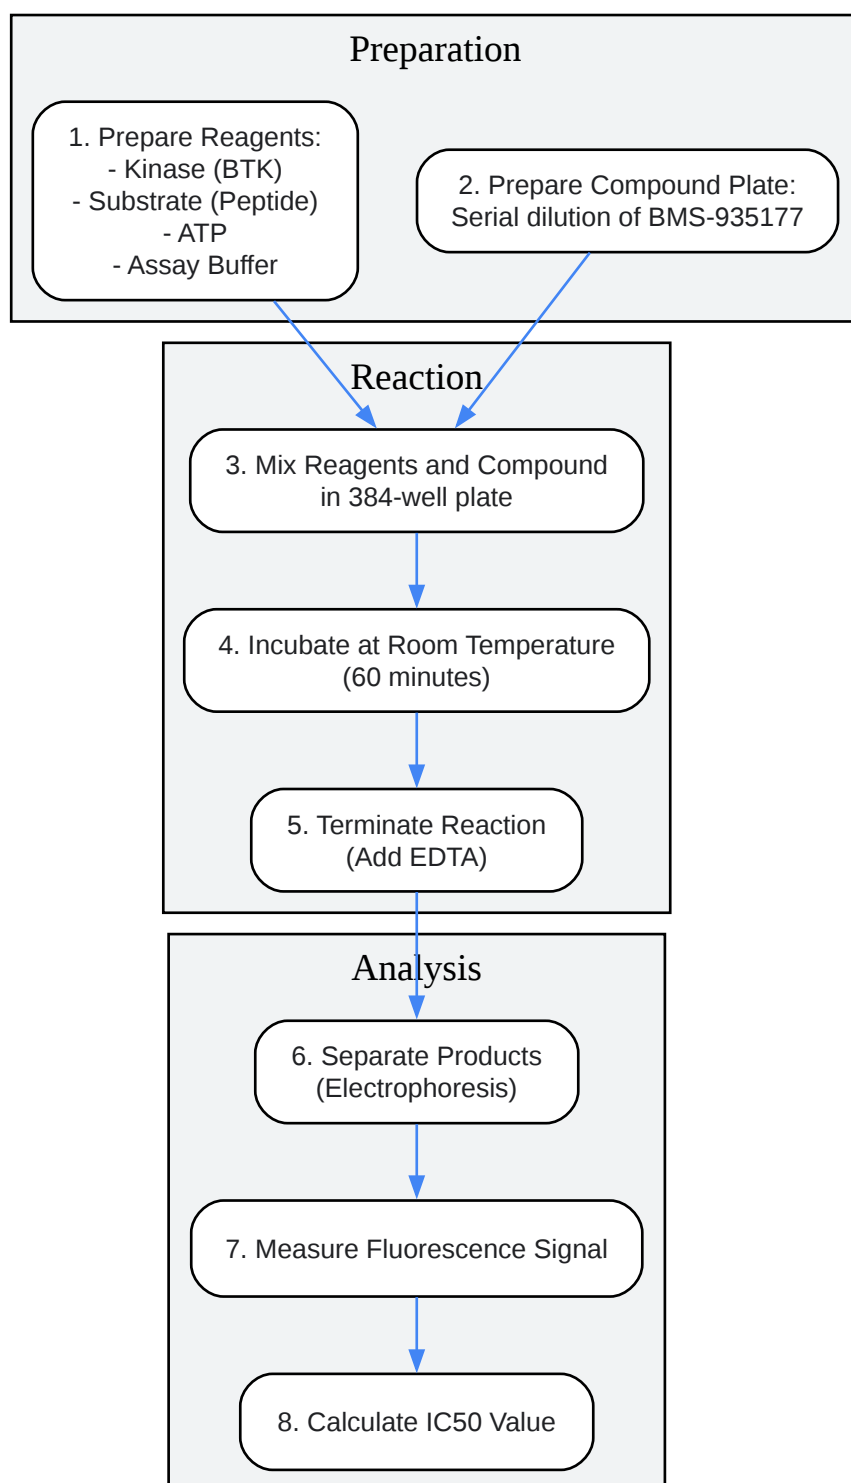 Preparation
1. Prepare Reagents:
- Kinase (BTK)
- Substrate (Peptide)
- ATP
- Assay Buffer
2. Prepare Compound Plate:
Serial dilution of BMS-935177
Reaction
3. Mix Reagents and Compound
in 384-well plate
4. Incubate at Room Temperature
(60 minutes)
5. Terminate Reaction
(Add EDTA)
Analysis
6. Separate Products
(Electrophoresis)
7. Measure Fluorescence Signal
8. Calculate IC50 Value